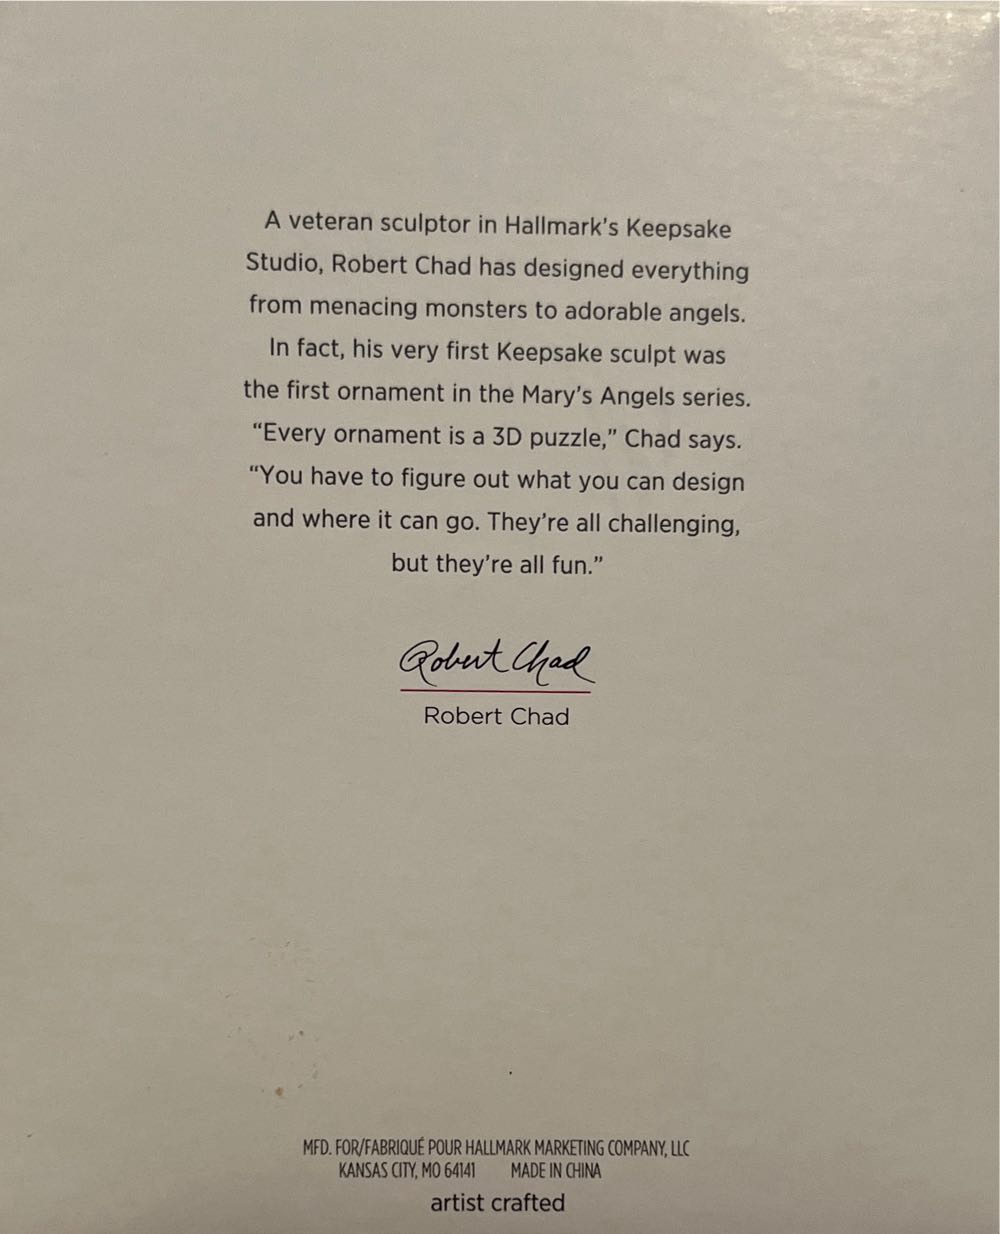 A veteran sculptor in Hallmark's Keepsake
Studio, Robert Chad has designed everything
from menacing monsters to adorable angels.
In fact, his very first Keepsake sculpt was
the first ornament in the Mary's Angels series.
“Every ornament is a 3D puzzle,” Chad says.
“You have to figure out what you can design
and where it can go. They're all challenging,
but they're all fun.”
Robert Chad
Robert Chad
MFD. FOR/FABRIQUÉ POUR HALLMARK MARKETING COMPANY, LLC
KANSAS CITY, MO 64141 MADE IN CHINA
artist crafted